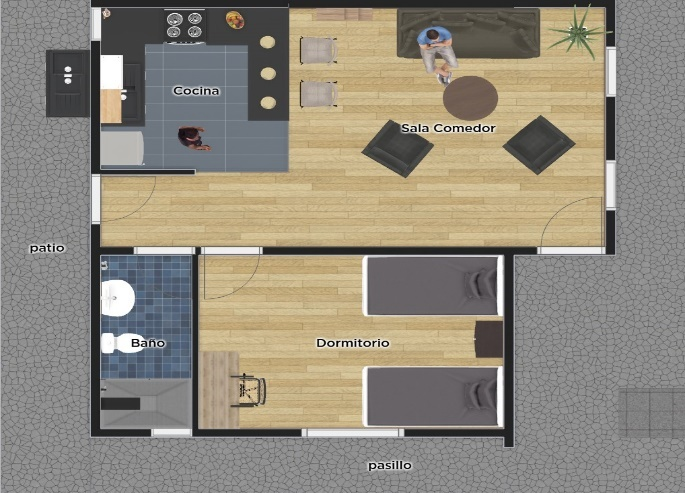 Cocina
Sala Comedor
patio
Baño
Dormitorio
pasillo